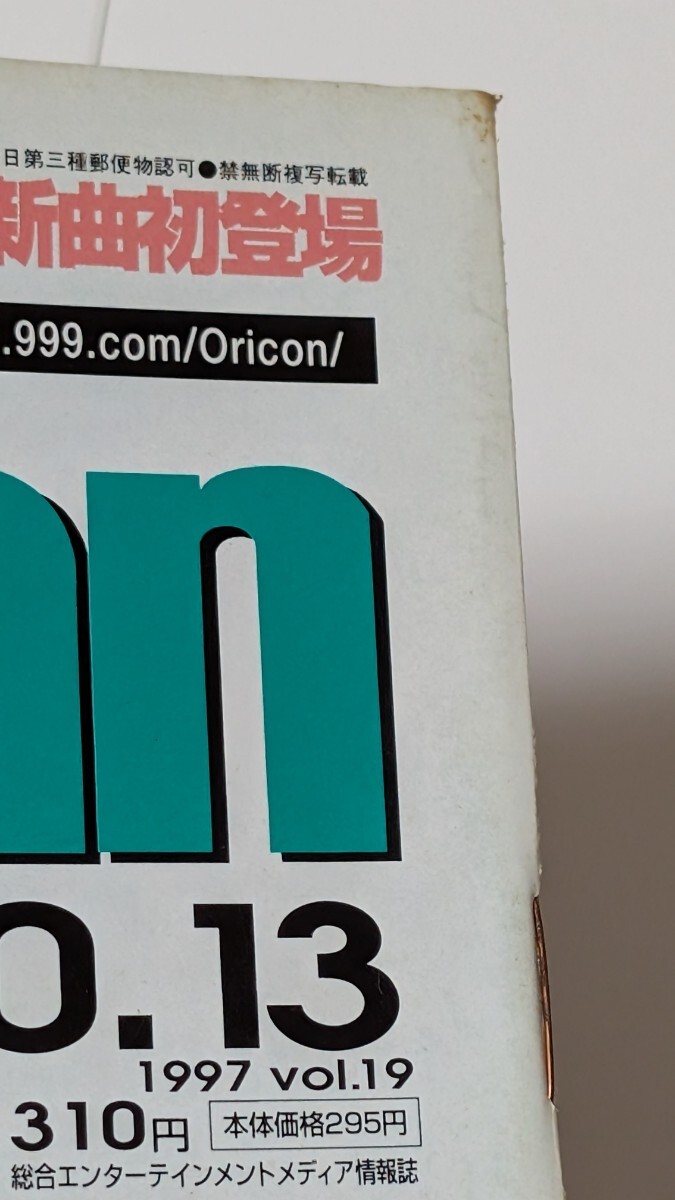 日第三種郵便物認可●禁無断複写転載
新曲初登場
.999.com/Oricon/
n
0.13
1997 vol.19
310円 本体価格295円
総合エンターテインメントメディア情報誌